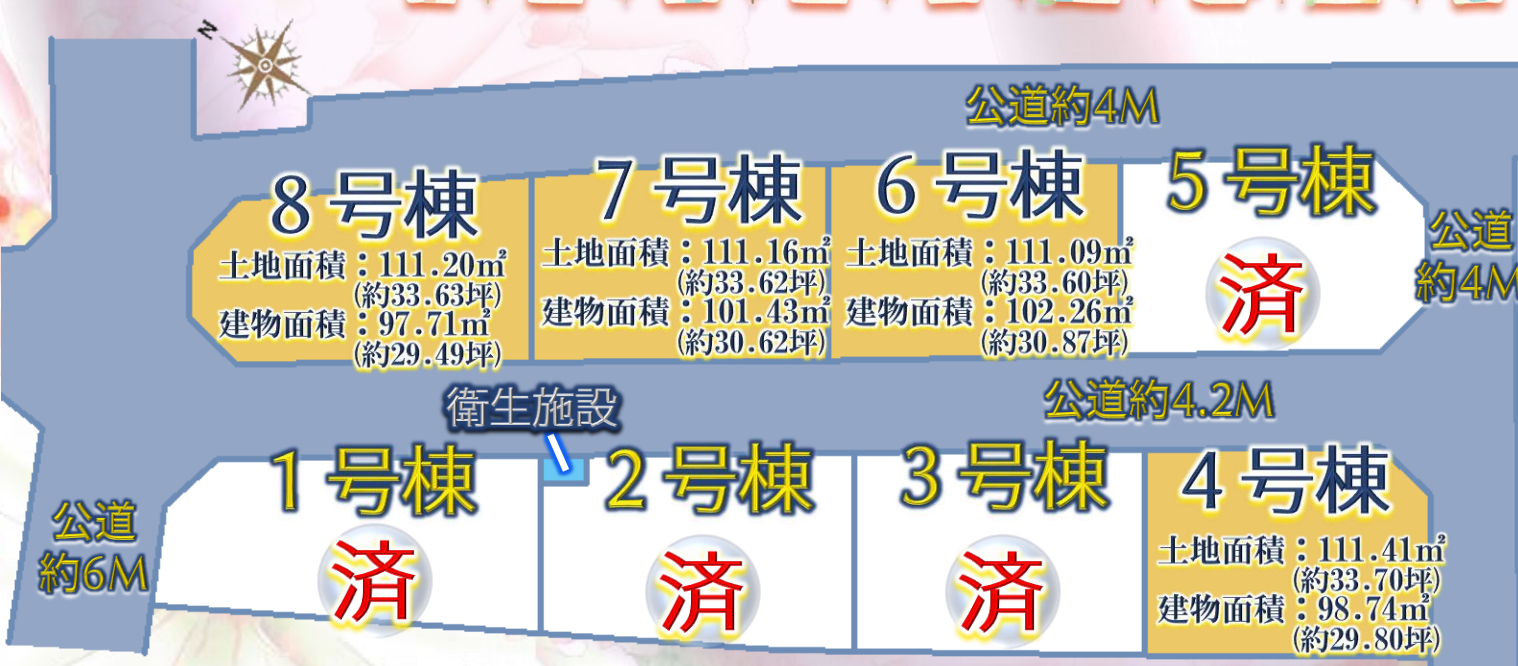 N
公道約4M
8号棟
土地面積：111.20㎡
(約33.63坪)
建物面積：97.71㎡
(約29.49坪)
7号棟
土地面積：111.16㎡
(約33.62坪)
建物面積：101.43㎡
(約30.62坪)
6号棟
土地面積：111.09㎡
(約33.60坪)
建物面積：102.26㎡
(約30.87坪)
5号棟
済
公道
約4M
衛生施設
公道約4.2M
公道
約6M
1号棟
済
2号棟
済
3号棟
済
4号棟
土地面積：111.41㎡
(約33.70坪)
建物面積：98.74㎡
(約29.80坪)